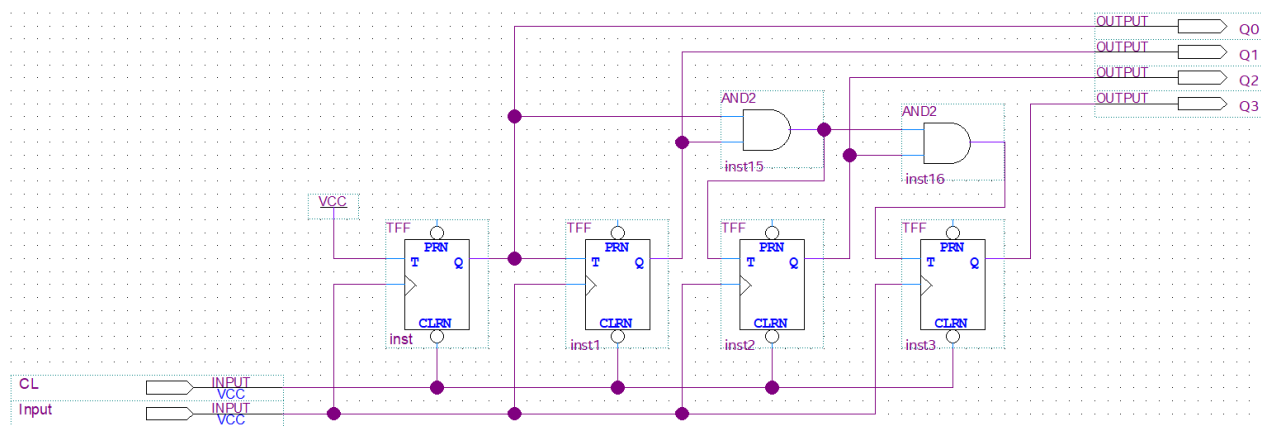 OUTPUT Q0
OUTPUT Q1
OUTPUT Q2
OUTPUT Q3
AND2
AND2
inst15
inst16
VCC
TFF TFF TFF TFF
PRN PRN PRN PRN
T Q T Q T Q T Q
CLRN CLRN CLRN CLRN
inst inst1 inst2 inst3
CL INPUT
VCC
Input INPUT
VCC